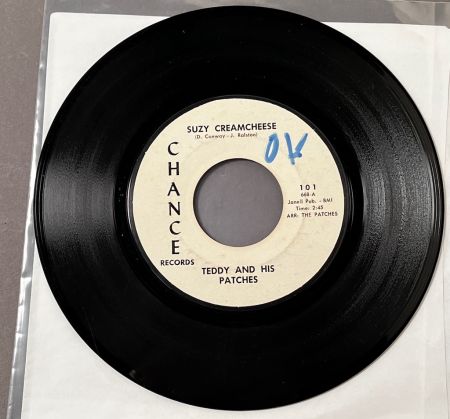 SUZY CREAMCHEESE
(D. Conway - J. Ralston)
OK
CHANCE
RECORDS
101
668-A
Janell Pub. - BMI
Time: 2:45
ARR: THE PATCHES
TEDDY AND HIS
PATCHES